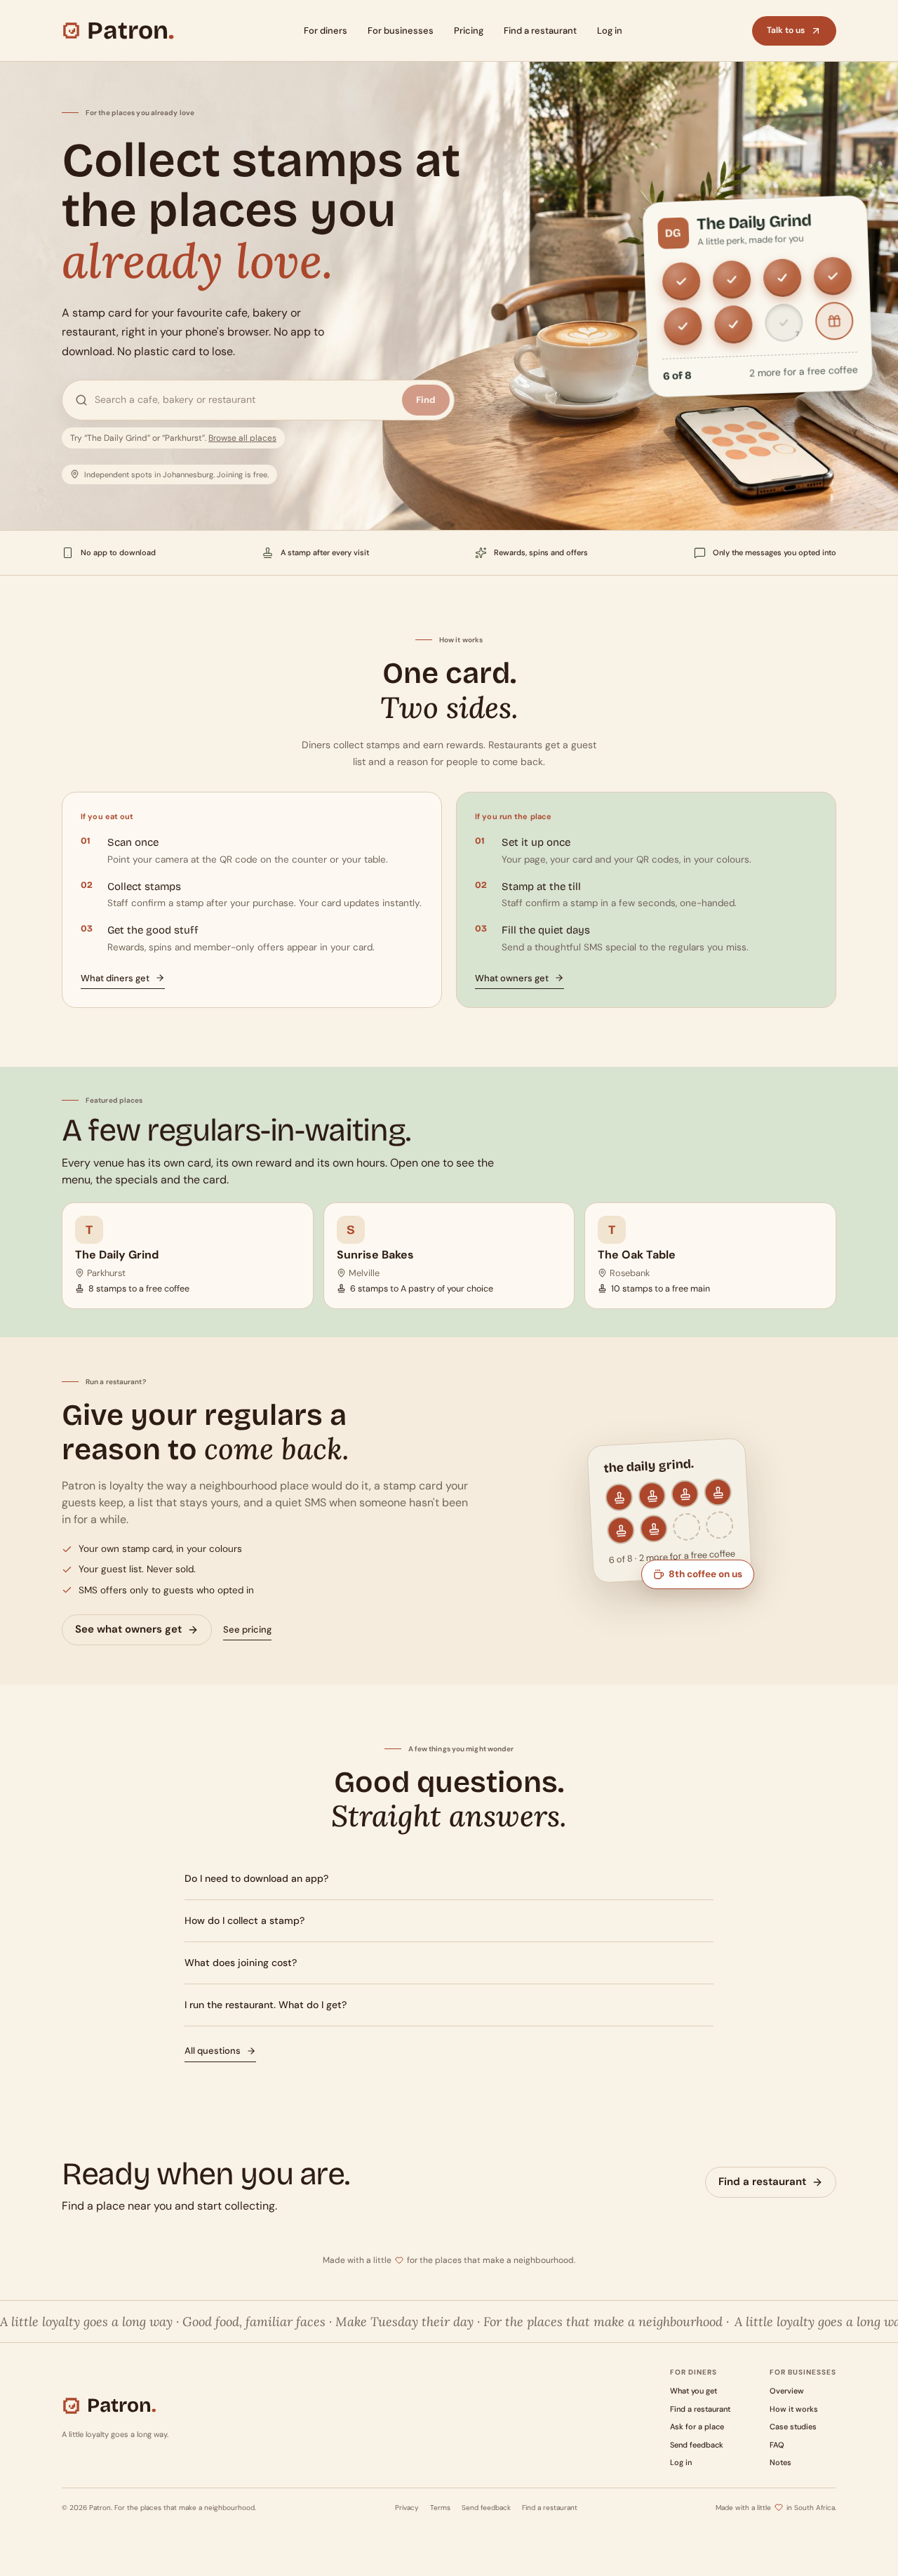 Patron.
For diners
For businesses
Pricing
Find a restaurant
Log in
Talk to us
For the places you already love
Collect stamps at
the places you
already love.
A stamp card for your favourite cafe, bakery or
restaurant, right in your phone's browser. No app to
download. No plastic card to lose.
Search a cafe, bakery or restaurant
Find
Try “The Daily Grind” or “Parkhurst”. Browse all places
Independent spots in Johannesburg. Joining is free.
DG
The Daily Grind
A little perk, made for you
7
6 of 8
2 more for a free coffee
No app to download
A stamp after every visit
Rewards, spins and offers
Only the messages you opted into
How it works
One card.
Two sides.
Diners collect stamps and earn rewards. Restaurants get a guest
list and a reason for people to come back.
If you eat out
01 Scan once
Point your camera at the QR code on the counter or your table.
02 Collect stamps
Staff confirm a stamp after your purchase. Your card updates instantly.
03 Get the good stuff
Rewards, spins and member-only offers appear in your card.
What diners get
If you run the place
01 Set it up once
Your page, your card and your QR codes, in your colours.
02 Stamp at the till
Staff confirm a stamp in a few seconds, one-handed.
03 Fill the quiet days
Send a thoughtful SMS special to the regulars you miss.
What owners get
Featured places
A few regulars-in-waiting.
Every venue has its own card, its own reward and its own hours. Open one to see the
menu, the specials and the card.
T
The Daily Grind
Parkhurst
8 stamps to a free coffee
S
Sunrise Bakes
Melville
6 stamps to A pastry of your choice
T
The Oak Table
Rosebank
10 stamps to a free main
Run a restaurant?
Give your regulars a
reason to come back.
Patron is loyalty the way a neighbourhood place would do it, a stamp card your
guests keep, a list that stays yours, and a quiet SMS when someone hasn't been
in for a while.
Your own stamp card, in your colours
Your guest list. Never sold.
SMS offers only to guests who opted in
See what owners get
See pricing
the daily grind.
6 of 8 · 2 more for a free coffee
8th coffee on us
A few things you might wonder
Good questions.
Straight answers.
Do I need to download an app?
How do I collect a stamp?
What does joining cost?
I run the restaurant. What do I get?
All questions
Ready when you are.
Find a place near you and start collecting.
Find a restaurant
Made with a little for the places that make a neighbourhood.
A little loyalty goes a long way · Good food, familiar faces · Make Tuesday their day · For the places that make a neighbourhood · A little loyalty goes a long wa
Patron.
A little loyalty goes a long way.
FOR DINERS
What you get
Find a restaurant
Ask for a place
Send feedback
Log in
FOR BUSINESSES
Overview
How it works
Case studies
FAQ
Notes
© 2026 Patron. For the places that make a neighbourhood.
Privacy
Terms
Send feedback
Find a restaurant
Made with a little in South Africa.